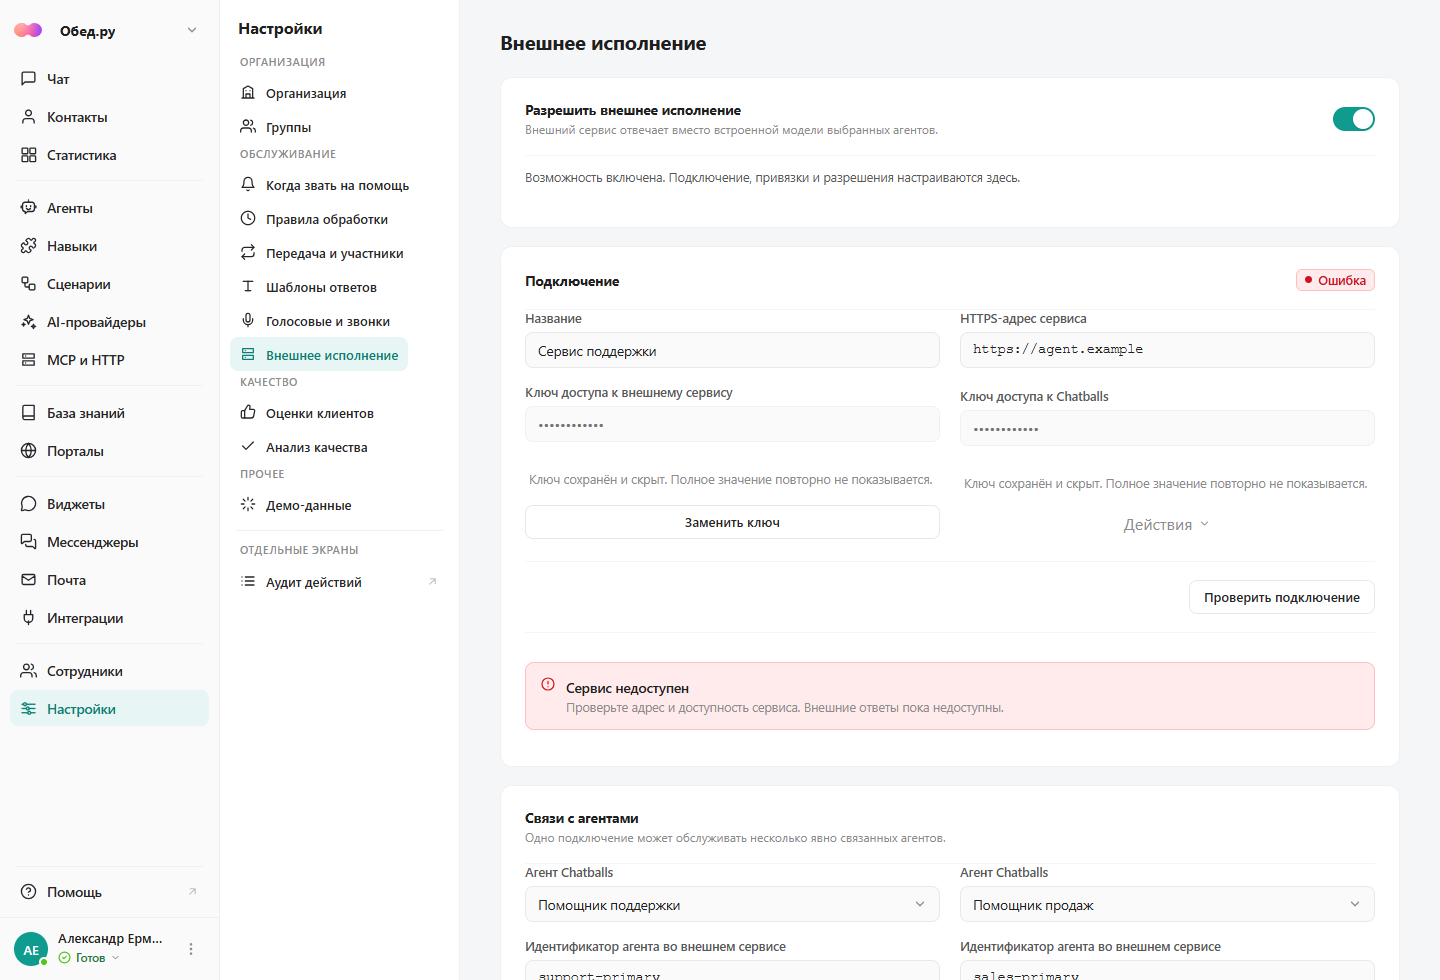 Обед.ру
Чат
Контакты
Статистика
Агенты
Навыки
Сценарии
AI-провайдеры
MCP и HTTP
База знаний
Порталы
Виджеты
Мессенджеры
Почта
Интеграции
Сотрудники
Настройки
Помощь
АЕ
Александр Ерм...
Готов
Настройки
ОРГАНИЗАЦИЯ
Организация
Группы
ОБСЛУЖИВАНИЕ
Когда звать на помощь
Правила обработки
Передача и участники
Шаблоны ответов
Голосовые и звонки
Внешнее исполнение
КАЧЕСТВО
Оценки клиентов
Анализ качества
ПРОЧЕЕ
Демо-данные
ОТДЕЛЬНЫЕ ЭКРАНЫ
Аудит действий
Внешнее исполнение
Разрешить внешнее исполнение
Внешний сервис отвечает вместо встроенной модели выбранных агентов.
Возможность включена. Подключение, привязки и разрешения настраиваются здесь.
Подключение
Ошибка
Название
HTTPS-адрес сервиса
Сервис поддержки
https://agent.example
Ключ доступа к внешнему сервису
Ключ доступа к Chatballs
••••••••••••
••••••••••••
Ключ сохранён и скрыт. Полное значение повторно не показывается.
Ключ сохранён и скрыт. Полное значение повторно не показывается.
Заменить ключ
Действия
Проверить подключение
Сервис недоступен
Проверьте адрес и доступность сервиса. Внешние ответы пока недоступны.
Связи с агентами
Одно подключение может обслуживать несколько явно связанных агентов.
Агент Chatballs
Агент Chatballs
Помощник поддержки
Помощник продаж
Идентификатор агента во внешнем сервисе
Идентификатор агента во внешнем сервисе
support-primary
sales-primary